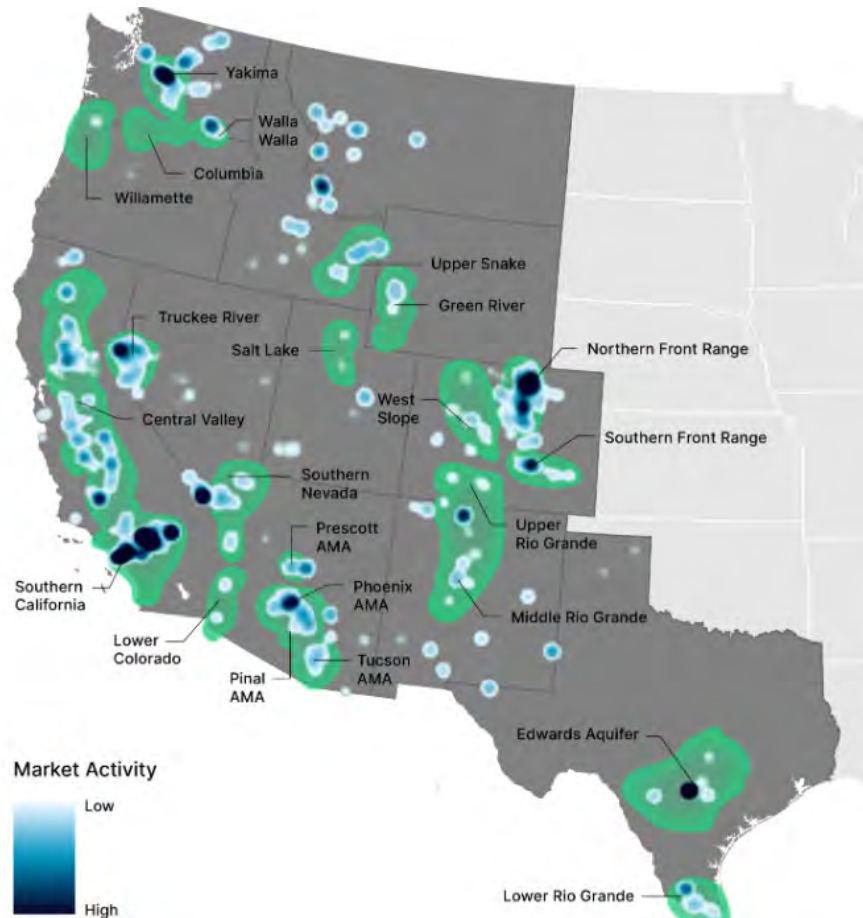 Yakima
Walla
Walla
Columbia
Willamette
Upper Snake
Green River
Truckee River
Salt Lake
Northern Front Range
West
Slope
Central Valley
Southern Front Range
Southern
Nevada
Upper
Rio Grande
Prescott
AMA
Southern
California
Phoenix
AMA
Middle Rio Grande
Lower
Colorado
Pinal
AMA
Tucson
AMA
Edwards Aquifer
Market Activity
Low
High
Lower Rio Grande